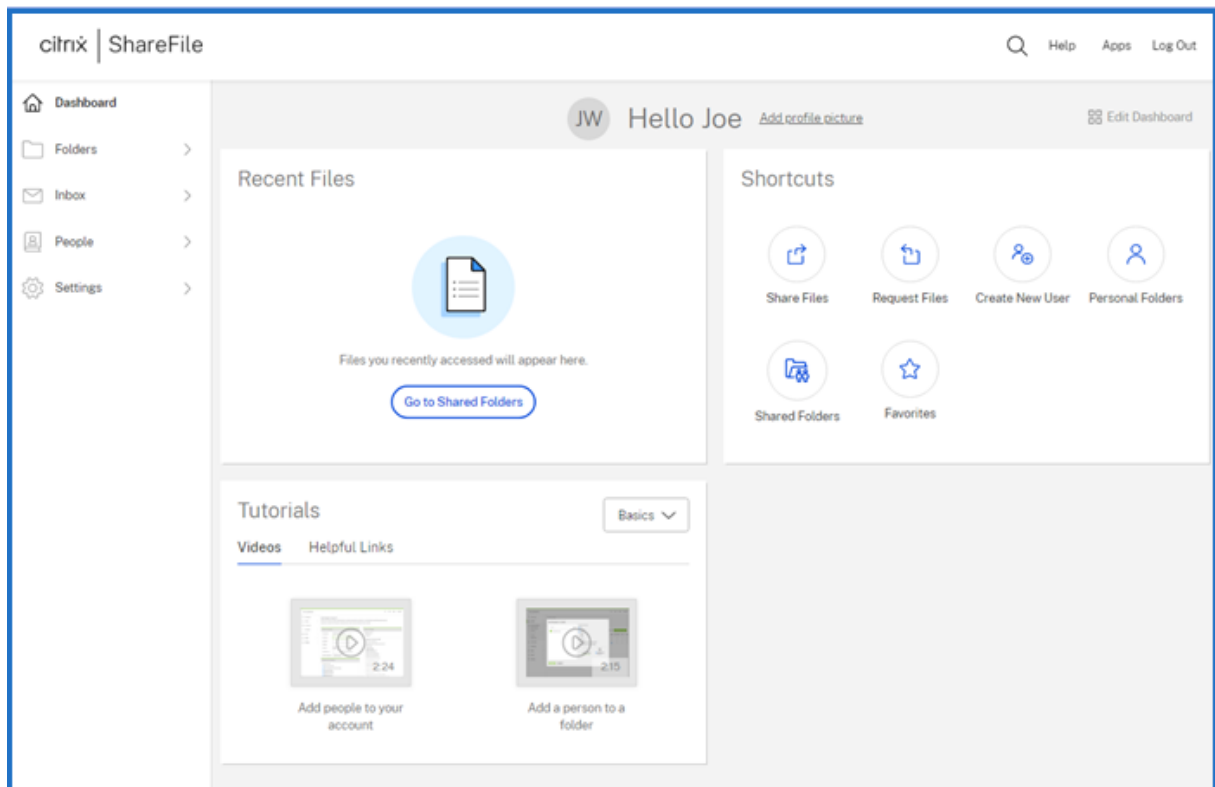 citrix | ShareFile
Help Apps Log Out
Dashboard
Folders
Inbox
People
Settings
JW Hello Joe Add profile picture
Edit Dashboard
Recent Files
Files you recently accessed will appear here.
Go to Shared Folders
Shortcuts
Share Files Request Files Create New User Personal Folders
Shared Folders Favorites
Tutorials
Basics
Videos Helpful Links
2:24
Add people to your
account
2:15
Add a person to a
folder